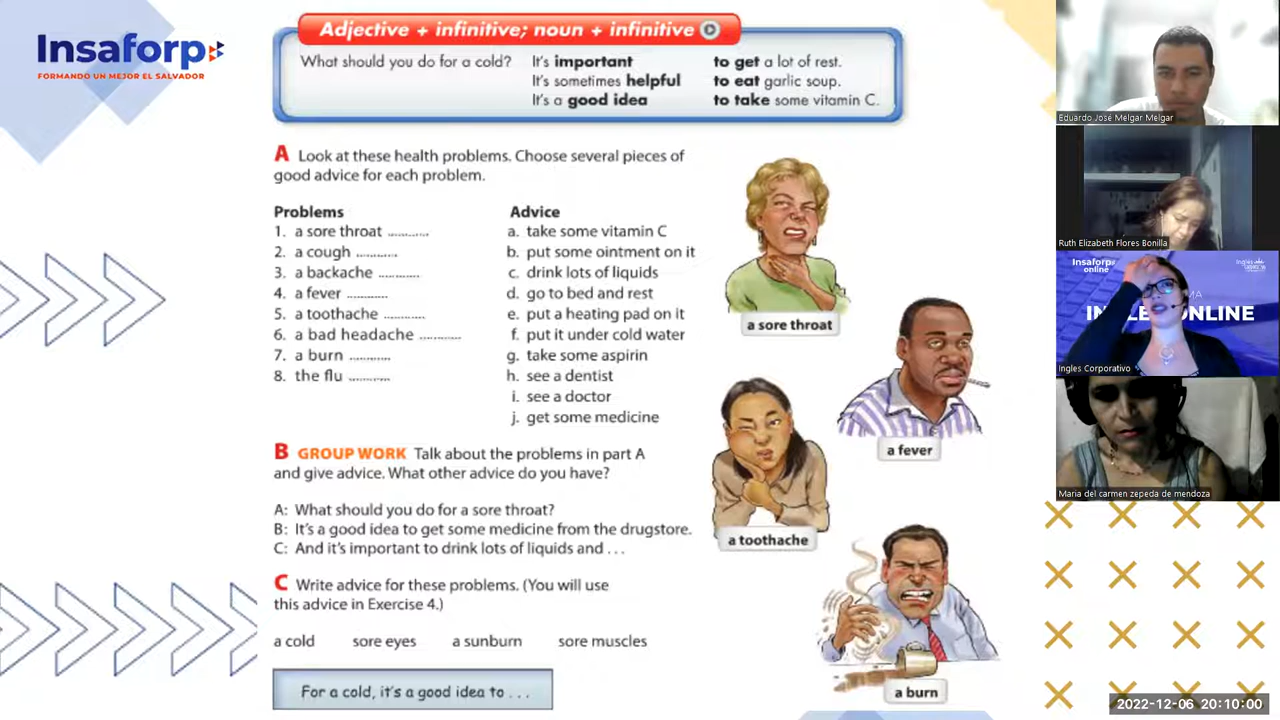 Insaforp
FORMANDO UN MEJOR EL SALVADOR
Adjective + infinitive; noun + infinitive
What should you do for a cold? It's important to get a lot of rest.
It's sometimes helpful to eat garlic soup.
It's a good idea to take some vitamin C.
A Look at these health problems. Choose several pieces of
good advice for each problem.
Problems
1. a sore throat ............
2. a cough ............
3. a backache ............
4. a fever ............
5. a toothache ............
6. a bad headache ............
7. a burn ............
8. the flu ............
Advice
a. take some vitamin C
b. put some ointment on it
c. drink lots of liquids
d. go to bed and rest
e. put a heating pad on it
f. put it under cold water
g. take some aspirin
h. see a dentist
i. see a doctor
j. get some medicine
a sore throat
a fever
a toothache
a burn
B GROUP WORK Talk about the problems in part A
and give advice. What other advice do you have?
A: What should you do for a sore throat?
B: It's a good idea to get some medicine from the drugstore.
C: And it's important to drink lots of liquids and . . .
C Write advice for these problems. (You will use
this advice in Exercise 4.)
a cold sore eyes a sunburn sore muscles
For a cold, it's a good idea to . . .
Eduardo José Melgar Melgar
Ruth Elizabeth Flores Bonilla
Insaforp
online
ONLINE
Ingles Corporativo
Maria del carmen zepeda de mendoza
2022-12-06 20:10:00